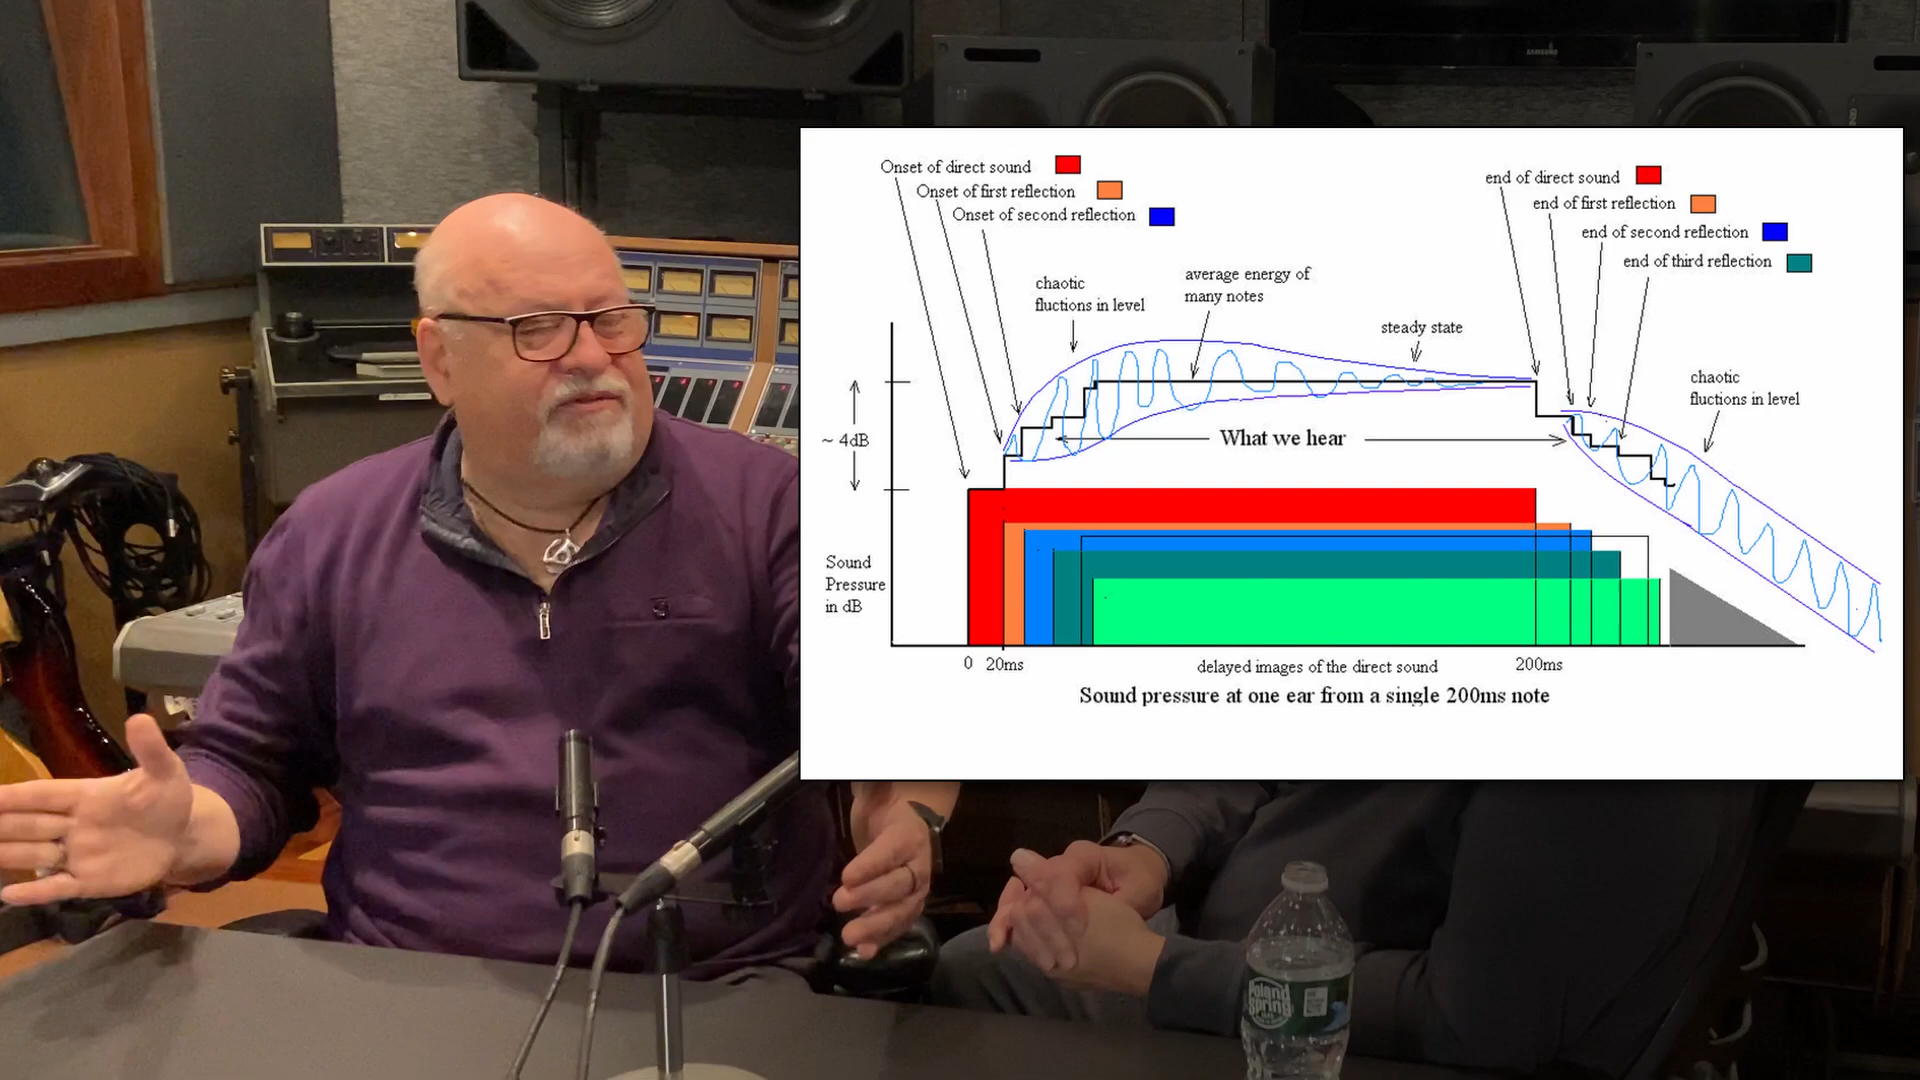 SAMSUNG
Onset of direct sound
Onset of first reflection
Onset of second reflection
end of direct sound
end of first reflection
end of second reflection
end of third reflection
chaotic
fluctions in level
average energy of
many notes
steady state
chaotic
fluctions in level
~ 4dB
What we hear
Sound
Pressure
in dB
0 20ms
delayed images of the direct sound
200ms
Sound pressure at one ear from a single 200ms note
Poland
Spring